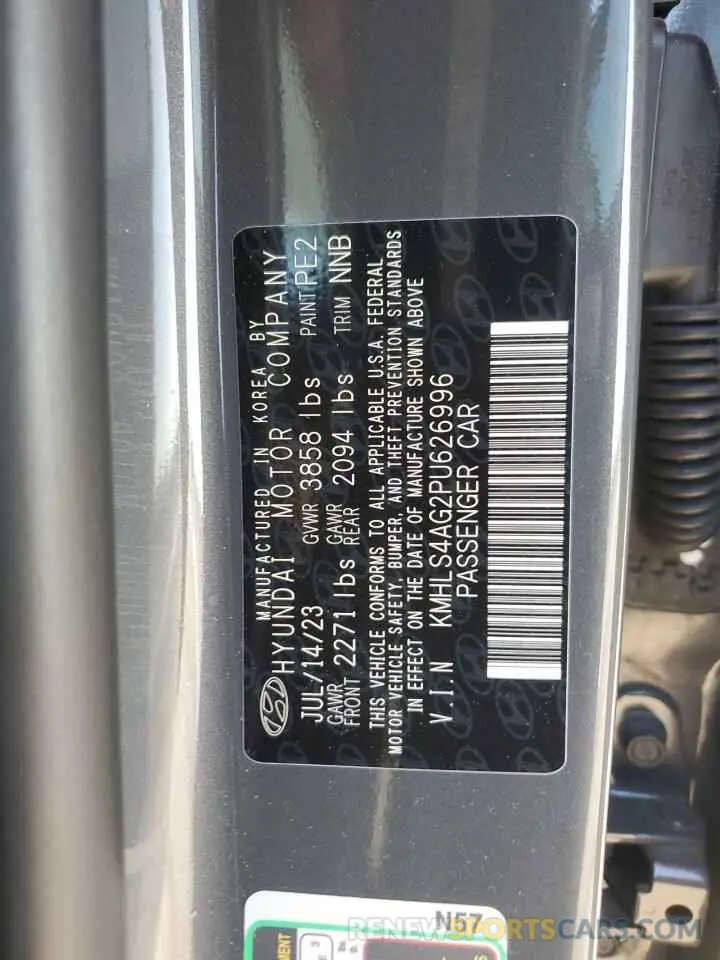 MANUFACTURED IN KOREA BY
HYUNDAI MOTOR COMPANY
JUL/14/23 GVWR 3858 lbs PAINT PE2
GAWR FRONT 2271 lbs GAWR REAR 2094 lbs TRIM NNB
THIS VEHICLE CONFORMS TO ALL APPLICABLE U.S.A. FEDERAL
MOTOR VEHICLE SAFETY, BUMPER, AND THEFT PREVENTION STANDARDS
IN EFFECT ON THE DATE OF MANUFACTURE SHOWN ABOVE
V.I.N KMHLS4AG2PU626996
PASSENGER CAR
N57
RENEWSPORTSCARS.COM